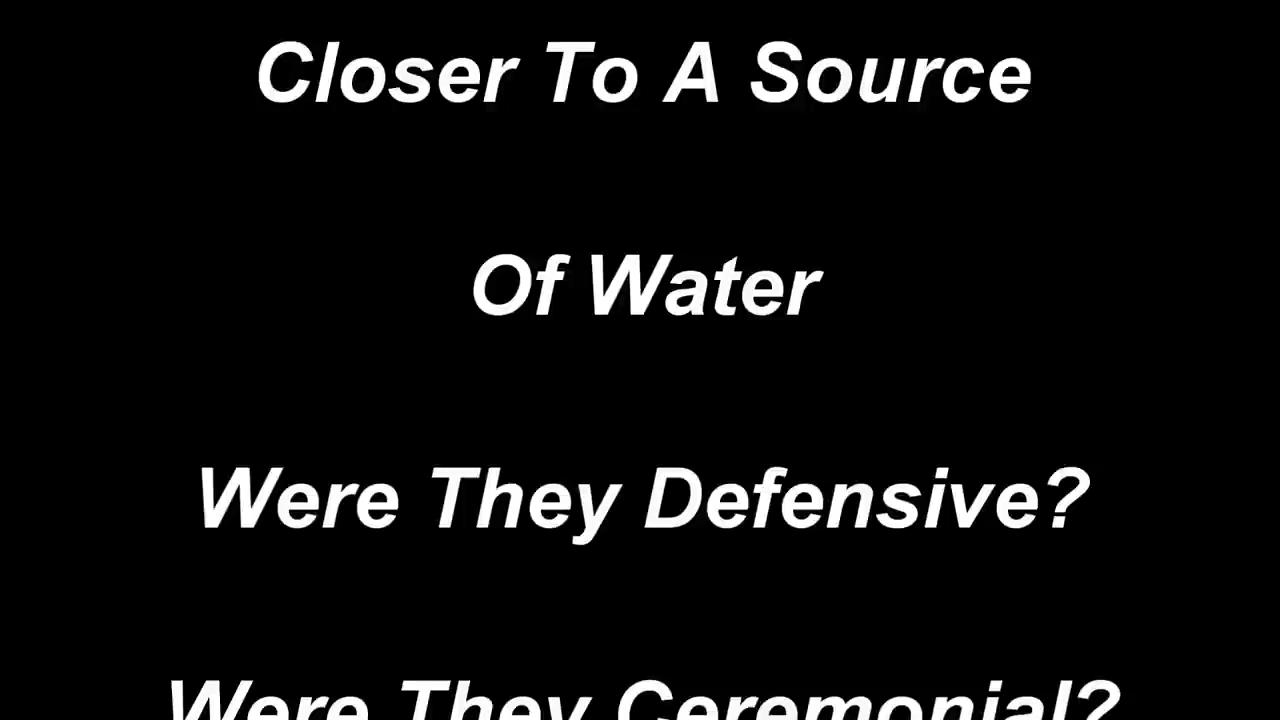 Closer To A Source
Of Water
Were They Defensive?
Were They Ceremonial?